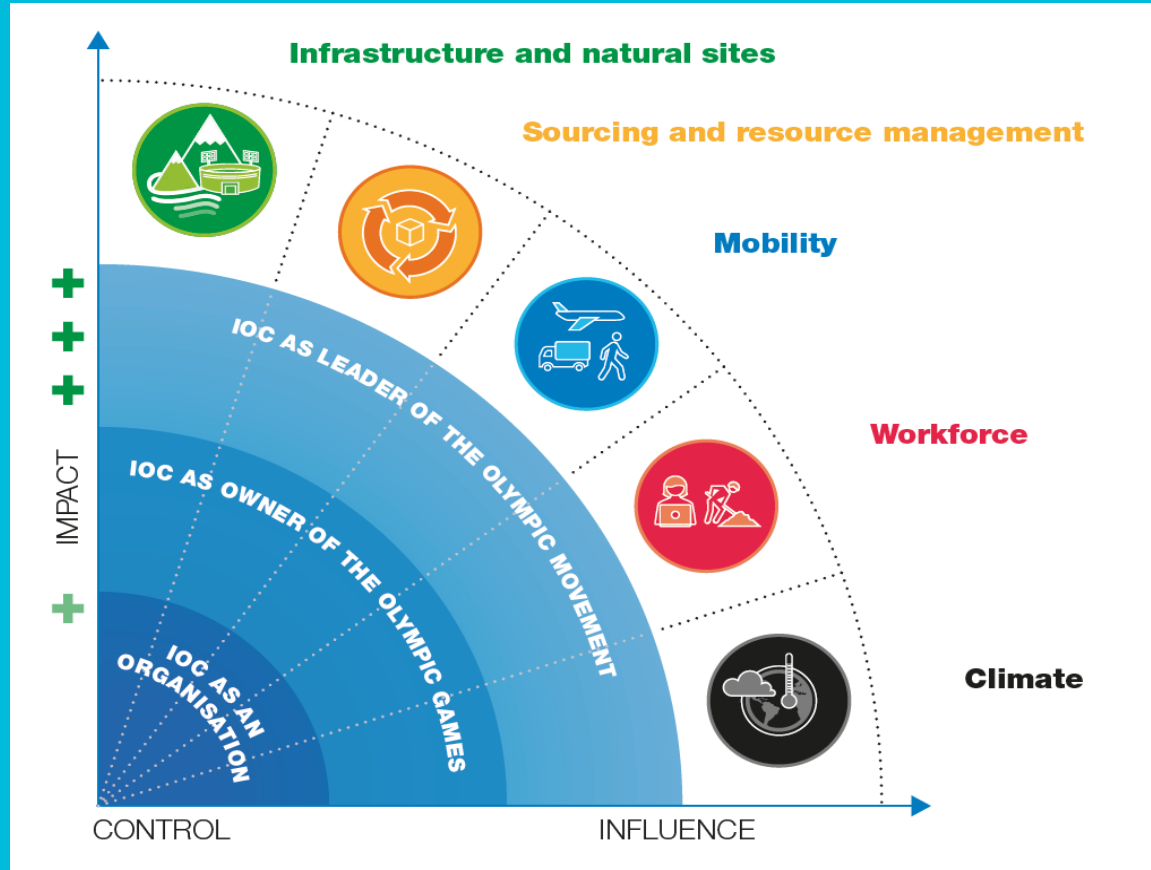 Infrastructure and natural sites
Sourcing and resource management
Mobility
Workforce
Climate
IOC AS LEADER OF THE OLYMPIC MOVEMENT
IOC AS OWNER OF THE OLYMPIC GAMES
IOC AS AN
ORGANISATION
+
+
+
IMPACT
+
CONTROL
INFLUENCE